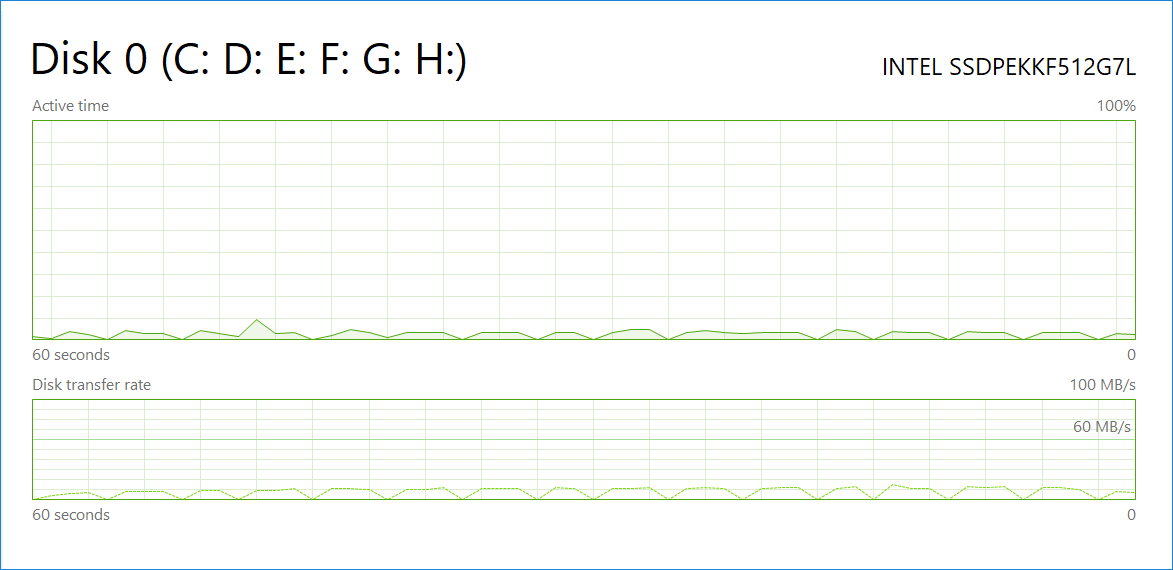 Disk 0 (C: D: E: F: G: H:)
INTEL SSDPEKKF512G7L
Active time
100%
60 seconds
0
Disk transfer rate
100 MB/s
60 MB/s
60 seconds
0